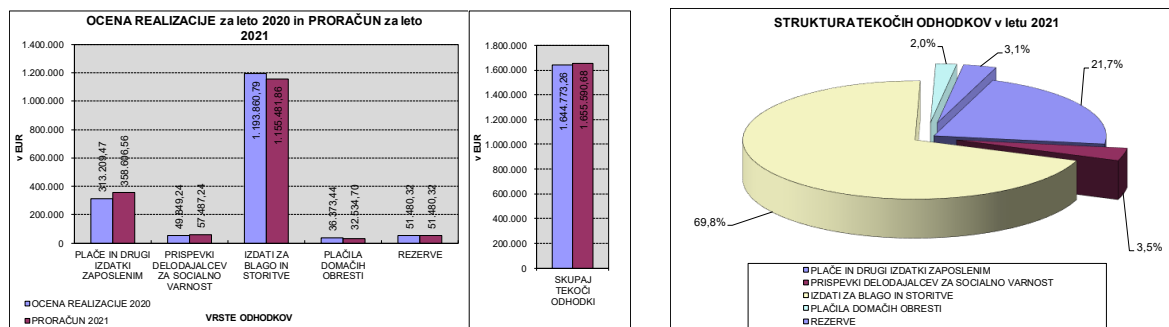 OCENA REALIZACIJE za leto 2020 in PRORAČUN za leto
2021
v EUR
1.400.000
1.200.000
1.000.000
800.000
600.000
400.000
200.000
0
313.209,47
358.606,56
49.849,24
57.487,24
1.193.860,79
1.155.481,86
36.373,44
32.534,70
51.480,32
51.480,32
PLAČE IN DRUGI
IZDATKI
ZAPOSLENIM
PRISPEVKI
DELODAJALCEV
ZA SOCIALNO
VARNOST
IZDATI ZA
BLAGO IN
STORITVE
PLAČILA
DOMAČIH
OBRESTI
REZERVE
OCENA REALIZACIJE 2020
PRORAČUN 2021
VRSTE ODHODKOV
v EUR
1.800.000
1.600.000
1.400.000
1.200.000
1.000.000
800.000
600.000
400.000
200.000
0
1.644.773,26
1.655.590,68
SKUPAJ
TEKOČI
ODHODKI
STRUKTURA TEKOČIH ODHODKOV v letu 2021
2,0%
3,1%
21,7%
69,8%
3,5%
PLAČE IN DRUGI IZDATKI ZAPOSLENIM
PRISPEVKI DELODAJALCEV ZA SOCIALNO VARNOST
IZDATI ZA BLAGO IN STORITVE
PLAČILA DOMAČIH OBRESTI
REZERVE